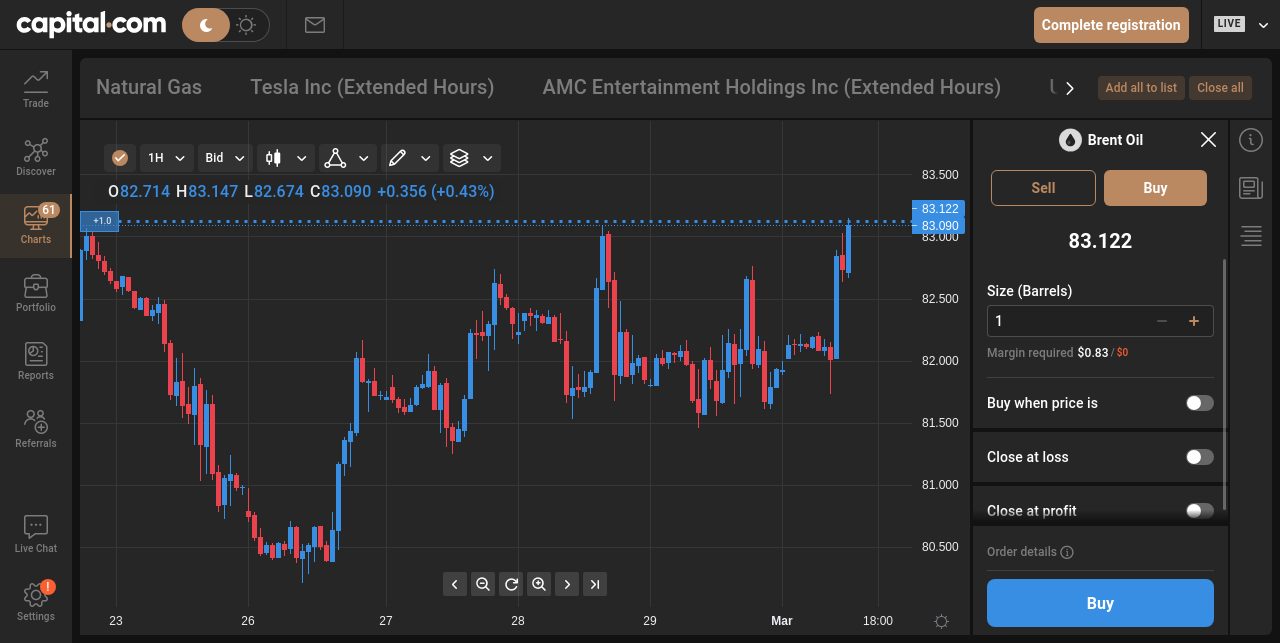 capital.com
Complete registration
LIVE
Trade
Discover
61
Charts
Portfolio
Reports
Referrals
Live Chat
!
Settings
Natural Gas
Tesla Inc (Extended Hours)
AMC Entertainment Holdings Inc (Extended Hours)
Add all to list
Close all
1H
Bid
O82.714 H83.147 L82.674 C83.090 +0.356 (+0.43%)
+1.0
83.500
83.122
83.090
83.000
82.500
82.000
81.500
81.000
80.500
23
26
27
28
29
Mar
18:00
Brent Oil
Sell
Buy
83.122
Size (Barrels)
1
Margin required $0.83 / $0
Buy when price is
Close at loss
Close at profit
Order details
Buy